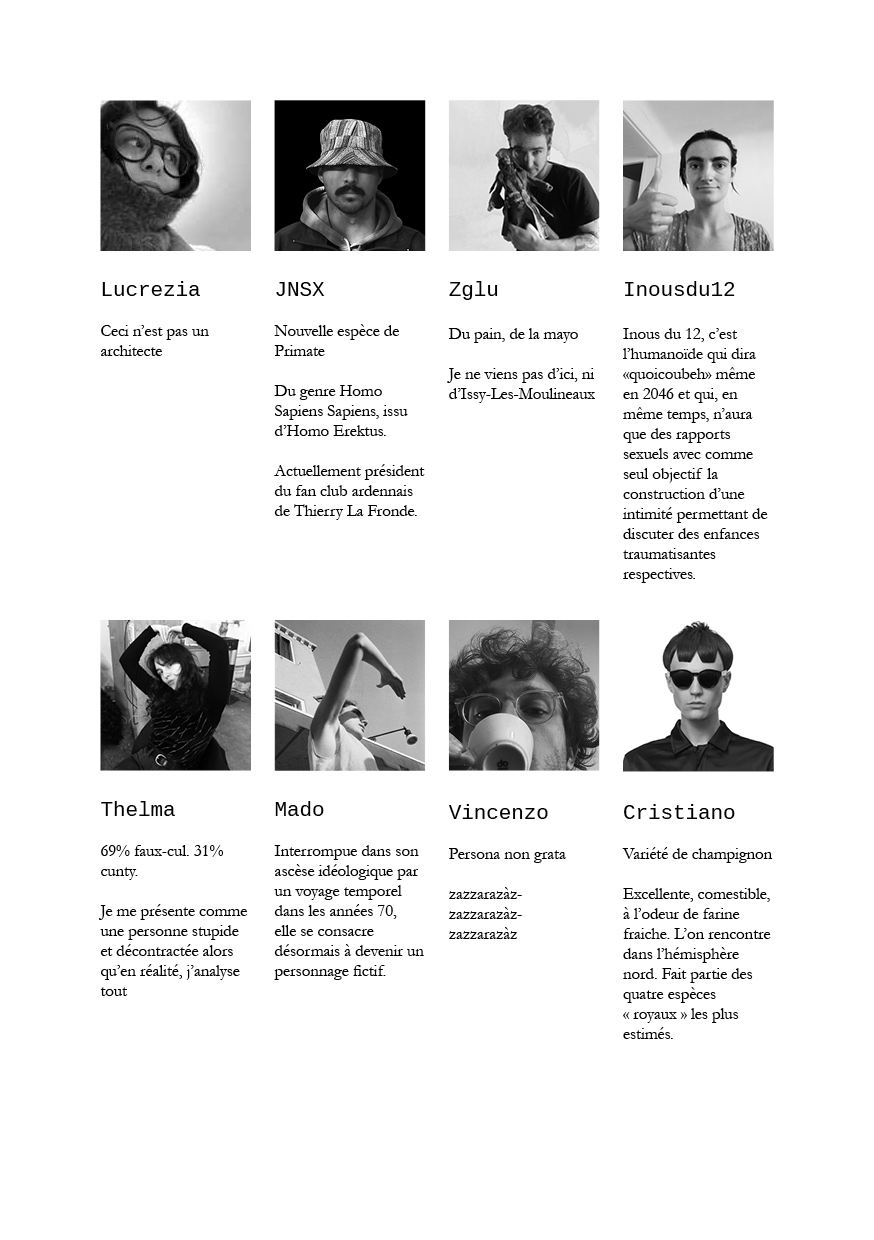 Lucrezia
Ceci n’est pas un
architecte
JNSX
Nouvelle espèce de
Primate
Du genre Homo
Sapiens Sapiens, issu
d’Homo Erektus.
Actuellement président
du fan club ardennais
de Thierry La Fronde.
Zglu
Du pain, de la mayo
Je ne viens pas d’ici, ni
d’Issy-Les-Moulineaux
Inousdu12
Inous du 12, c’est
l’humanoïde qui dira
«quoicoubeh» même
en 2046 et qui, en
même temps, n’aura
que des rapports
sexuels avec comme
seul objectif la
construction d’une
intimité permettant de
discuter des enfances
traumatisantes
respectives.
Thelma
69% faux-cul. 31%
cunty.
Je me présente comme
une personne stupide
et décontractée alors
qu’en réalité, j’analyse
tout
Mado
Interrompue dans son
ascèse idéologique par
un voyage temporel
dans les années 70,
elle se consacre
désormais à devenir un
personnage fictif.
Vincenzo
Persona non grata
zazzarazàz-
zazzarazàz-
zazzarazàz
Cristiano
Variété de champignon
Excellente, comestible,
à l’odeur de farine
fraiche. L’on rencontre
dans l’hémisphère
nord. Fait partie des
quatre espèces
« royaux » les plus
estimés.